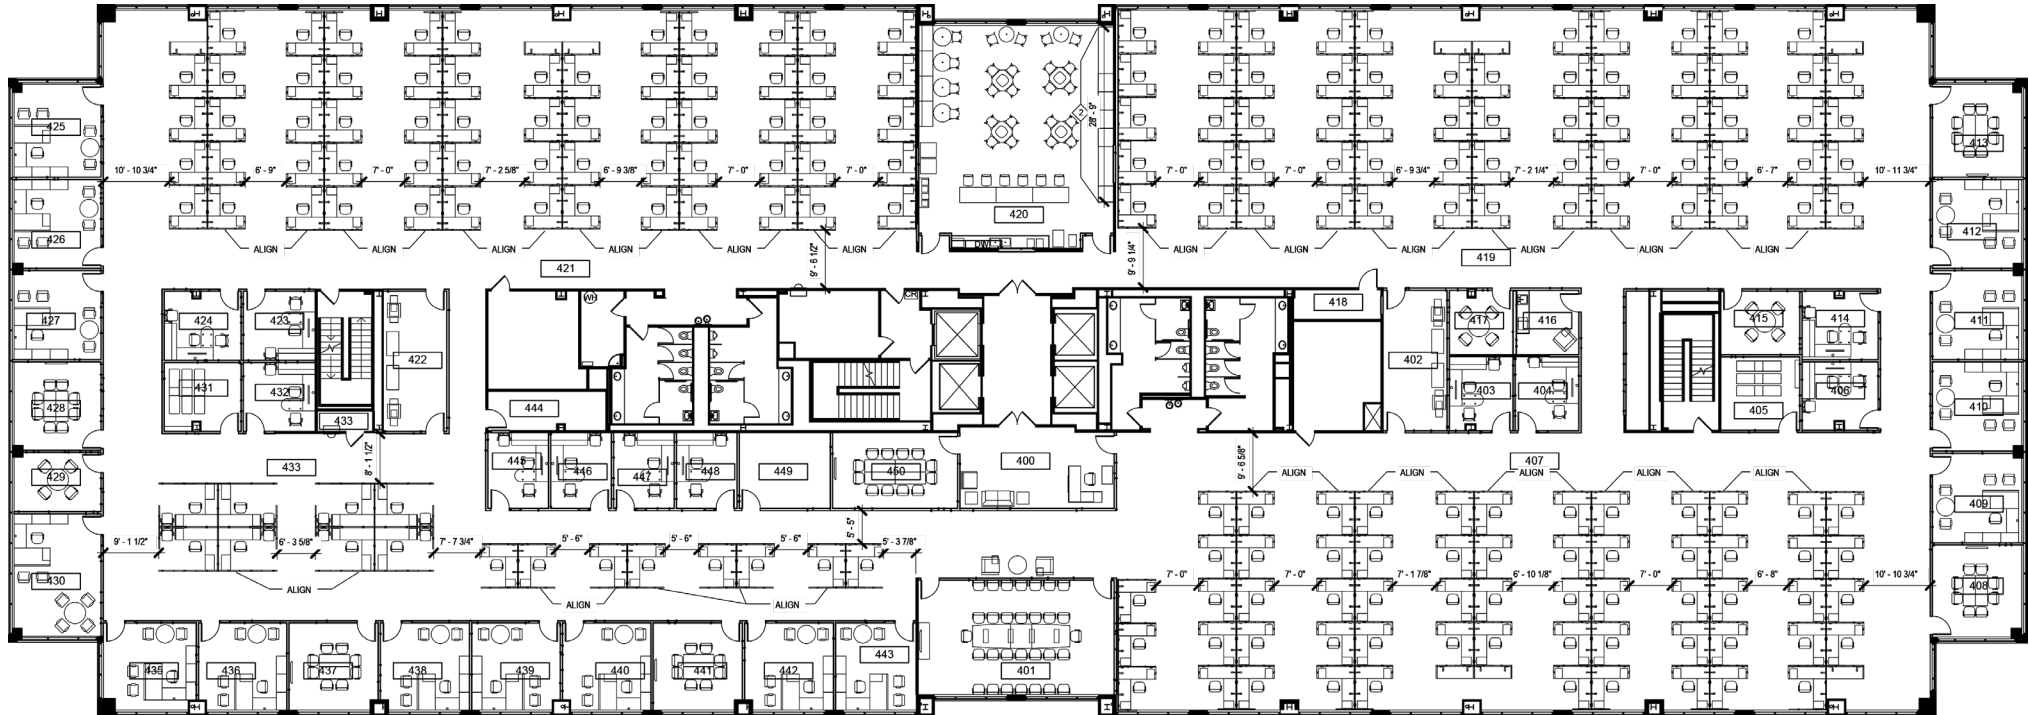 425
413
28' - 9"
2
10' - 10 3/4"
6' - 9"
7' - 0"
7' - 2 5/8"
6' - 9 3/8"
7' - 0"
7' - 0"
7' - 0"
7' - 0"
6' - 9 3/4"
7' - 2 1/4"
7' - 0"
6' - 7"
10' - 11 3/4"
420
412
426
ALIGN
ALIGN
ALIGN
ALIGN
ALIGN
ALIGN
9' - 6 1/2"
DW
9' - 9 1/4"
ALIGN
ALIGN
ALIGN
ALIGN
ALIGN
ALIGN
421
419
WH
CR
418
427
424
423
417
416
415
414
411
422
402
431
432
403
404
405
406
428
444
410
433
433
8' - 1 1/2"
445
446
447
448
449
450
400
9' - 6 5/8"
407
ALIGN
ALIGN
ALIGN
ALIGN
ALIGN
429
409
9' - 1 1/2"
6' - 3 5/8"
7' - 7 3/4"
5' - 6"
5' - 6"
5' - 6"
5' - 5"
5' - 3 7/8"
430
7' - 0"
7' - 0"
7' - 1 7/8"
6' - 10 1/8"
7' - 0"
6' - 8"
10' - 10 3/4"
408
ALIGN
ALIGN
ALIGN
435
436
437
438
439
440
441
442
443
401